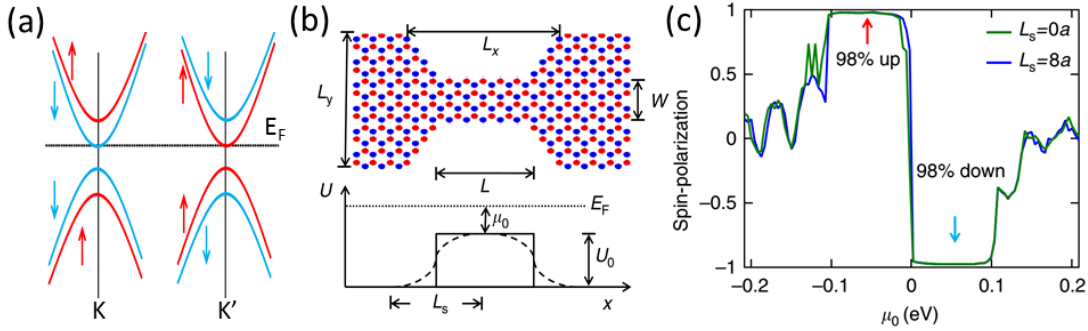 (a)
E_F
K
K′
(b)
L_x
L_y
W
L
U
E_F
μ_0
U_0
L_s
x
(c)
L_s=0a
L_s=8a
98% up
98% down
Spin-polarization
1
0.5
0
−0.5
−1
−0.2
−0.1
0
0.1
0.2
μ_0 (eV)